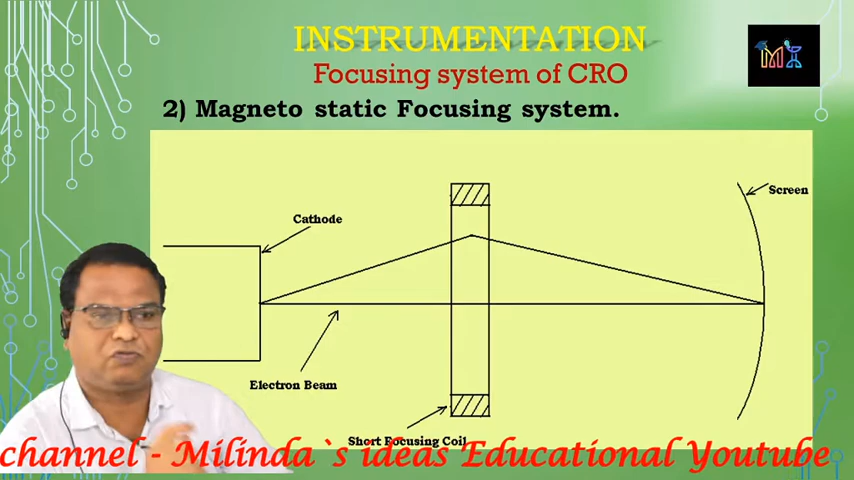 INSTRUMENTATION
Focusing system of CRO
MI
2) Magneto static Focusing system.
Screen
Cathode
Electron Beam
Short Focusing Coil
channel - Milinda`s ideas Educational Youtube